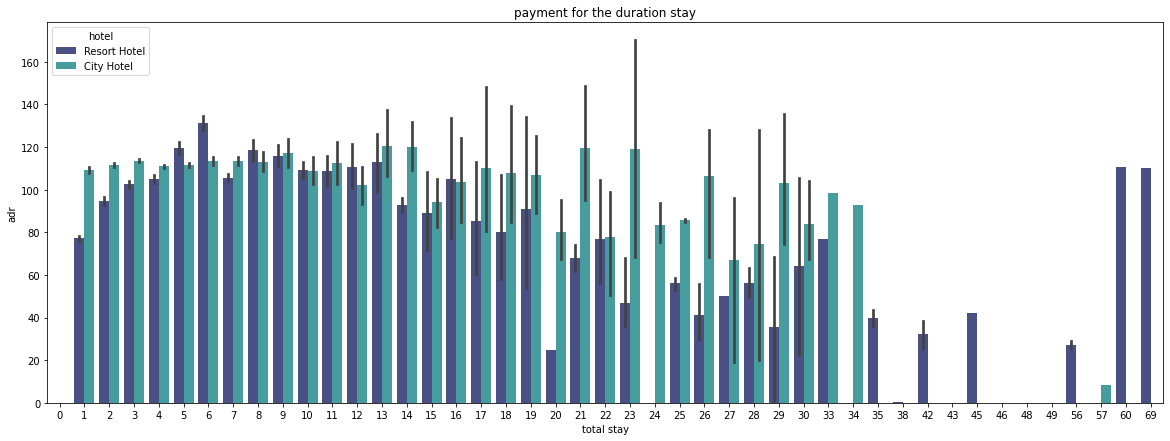 payment for the duration stay
hotel
Resort Hotel
City Hotel
adr
160
140
120
100
80
60
40
20
0
0 1 2 3 4 5 6 7 8 9 10 11 12 13 14 15 16 17 18 19 20 21 22 23 24 25 26 27 28 29 30 33 34 35 38 42 43 45 46 48 49 56 57 60 69
total stay